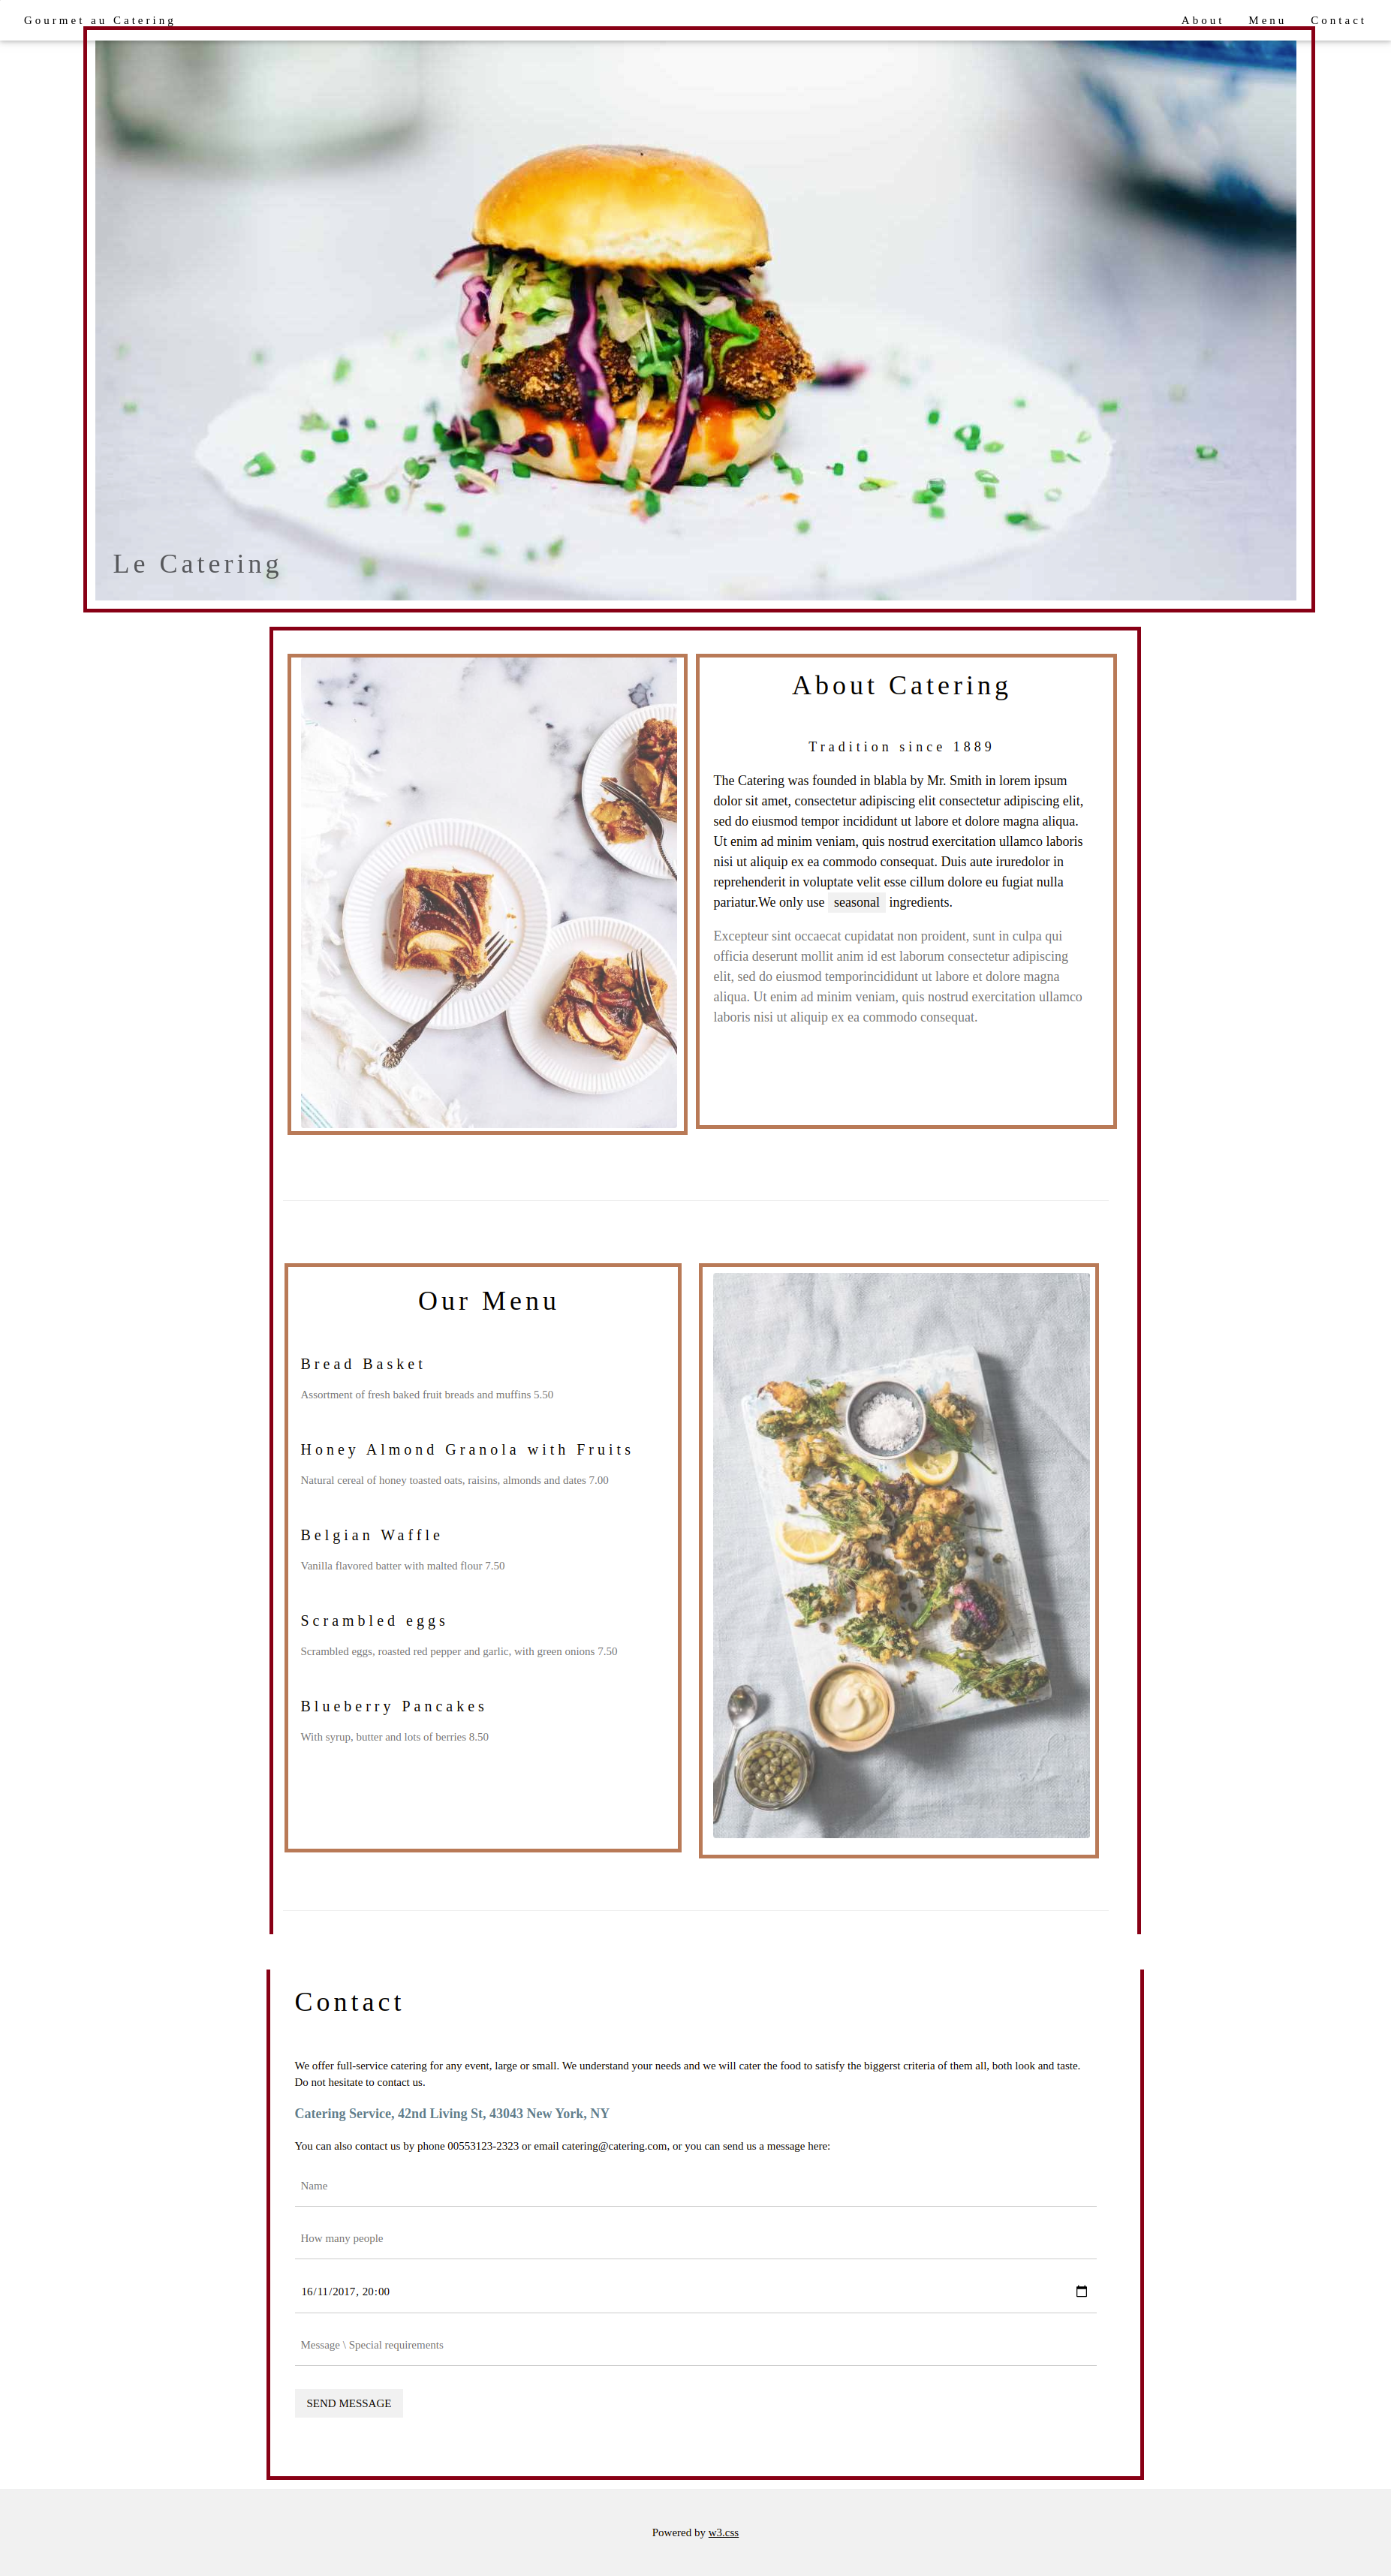 Gourmet au Catering
About Menu Contact
Le Catering
About Catering
Tradition since 1889
The Catering was founded in blabla by Mr. Smith in lorem ipsum
dolor sit amet, consectetur adipiscing elit consectetur adipiscing elit,
sed do eiusmod tempor incididunt ut labore et dolore magna aliqua.
Ut enim ad minim veniam, quis nostrud exercitation ullamco laboris
nisi ut aliquip ex ea commodo consequat. Duis aute iruredolor in
reprehenderit in voluptate velit esse cillum dolore eu fugiat nulla
pariatur.We only use seasonal ingredients.
Excepteur sint occaecat cupidatat non proident, sunt in culpa qui
officia deserunt mollit anim id est laborum consectetur adipiscing
elit, sed do eiusmod temporincididunt ut labore et dolore magna
aliqua. Ut enim ad minim veniam, quis nostrud exercitation ullamco
laboris nisi ut aliquip ex ea commodo consequat.
Our Menu
Bread Basket
Assortment of fresh baked fruit breads and muffins 5.50
Honey Almond Granola with Fruits
Natural cereal of honey toasted oats, raisins, almonds and dates 7.00
Belgian Waffle
Vanilla flavored batter with malted flour 7.50
Scrambled eggs
Scrambled eggs, roasted red pepper and garlic, with green onions 7.50
Blueberry Pancakes
With syrup, butter and lots of berries 8.50
Contact
We offer full-service catering for any event, large or small. We understand your needs and we will cater the food to satisfy the biggerst criteria of them all, both look and taste.
Do not hesitate to contact us.
Catering Service, 42nd Living St, 43043 New York, NY
You can also contact us by phone 00553123-2323 or email catering@catering.com, or you can send us a message here:
Name
How many people
16/11/2017, 20:00
Message \ Special requirements
SEND MESSAGE
Powered by w3.css